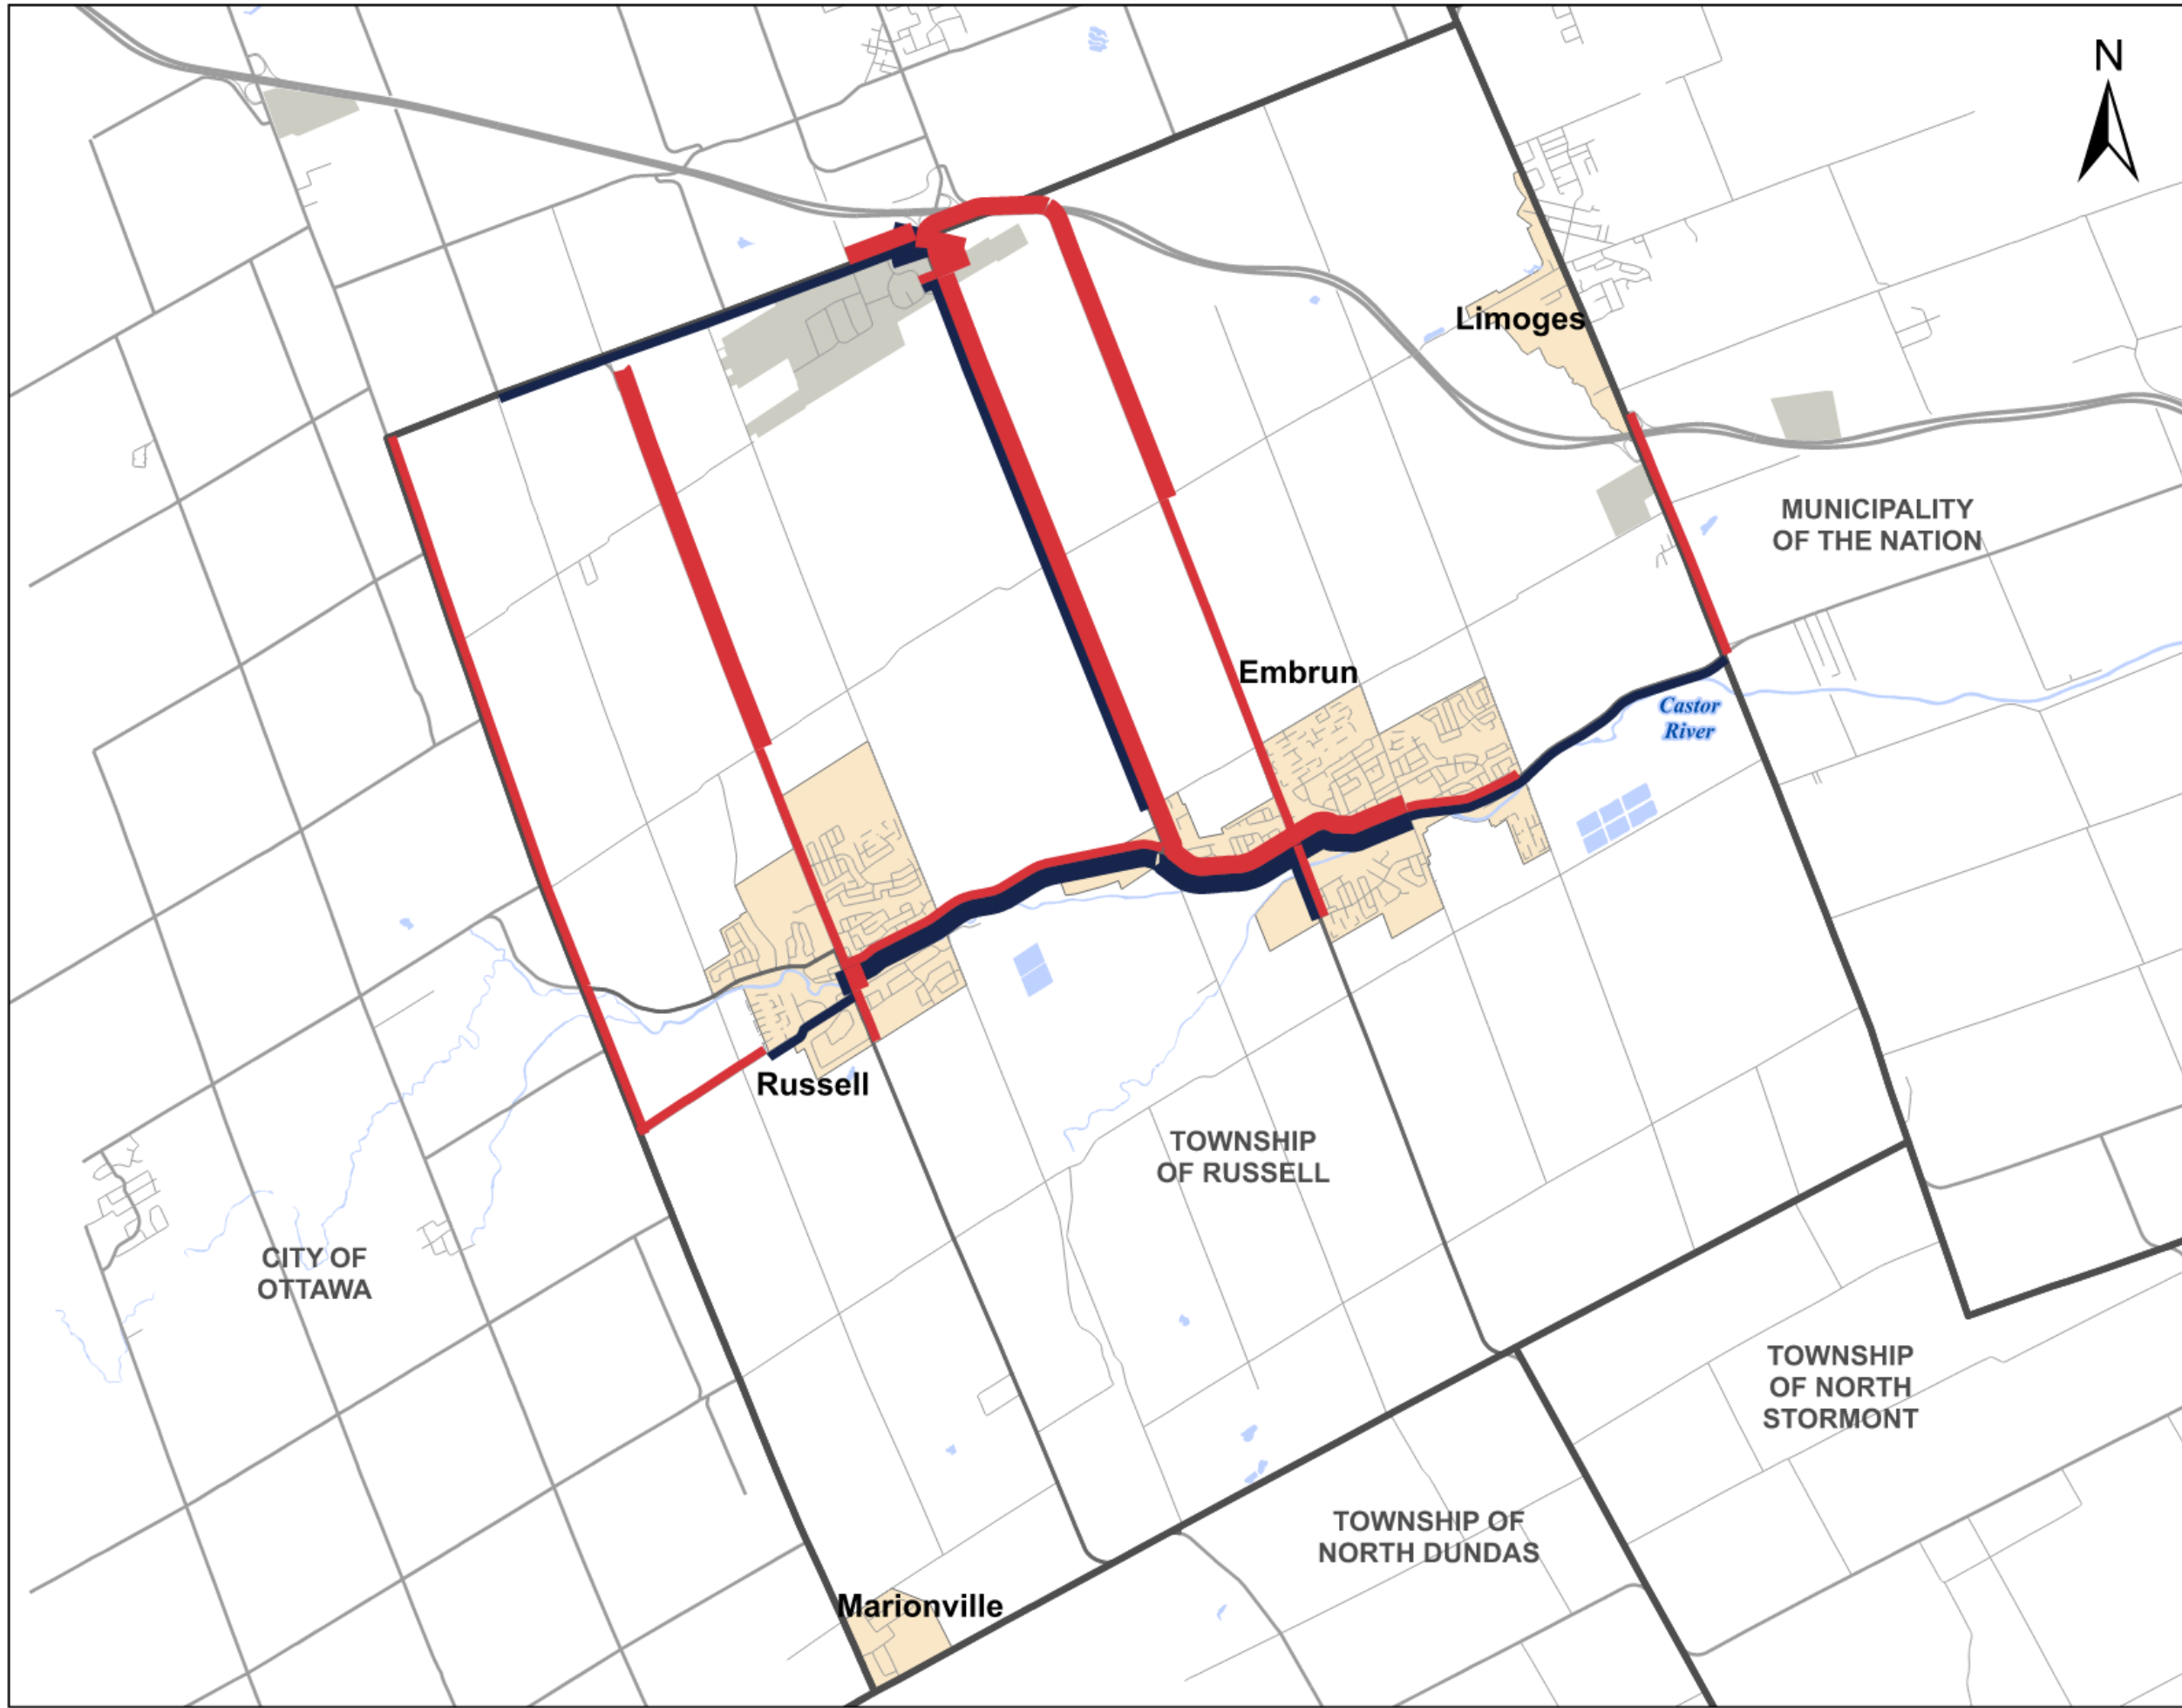 N
Limoges
MUNICIPALITY
OF THE NATION
Embrun
Castor
River
Russell
TOWNSHIP
OF RUSSELL
CITY OF
OTTAWA
TOWNSHIP
OF NORTH
STORMONT
TOWNSHIP OF
NORTH DUNDAS
Marionville